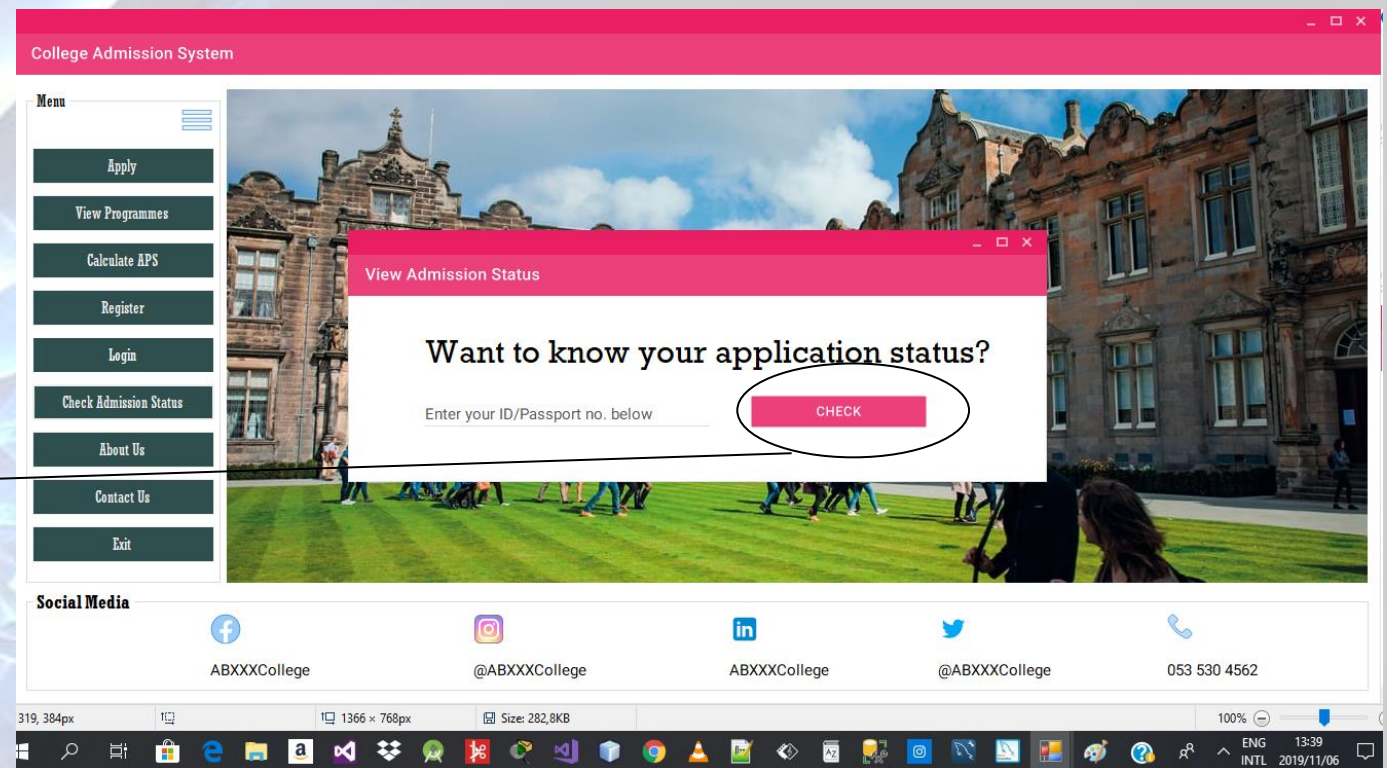 College Admission System
Menu
Apply
View Programmes
Calculate APS
Register
Login
Check Admission Status
About Us
Contact Us
Exit
View Admission Status
Want to know your application status?
Enter your ID/Passport no. below
CHECK
Social Media
ABXXXCollege
@ABXXXCollege
ABXXXCollege
@ABXXXCollege
053 530 4562
319, 384px
1366 × 768px
Size: 282,8KB
100%
ENG
INTL
13:39
2019/11/06